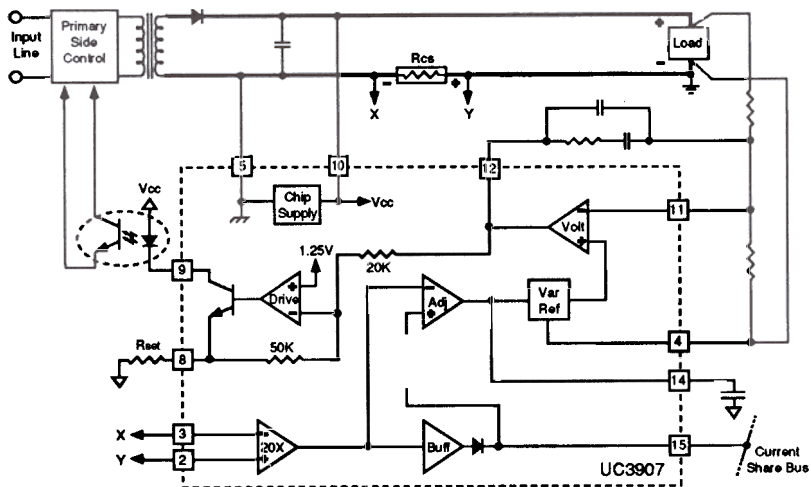 Input
Line
Primary
Side
Control
+
Load
-
Rcs
- +
X Y
5 10 12
Chip
Supply
Vcc
Vcc
11
Volt
+
-
1.25V
20K
9
Drive
+
-
Adj
-
+
Var
Ref
4
Rset
8
50K
14
X
3
Y
2
20X
-
+
Buff
15
UC3907
Current
Share Bus